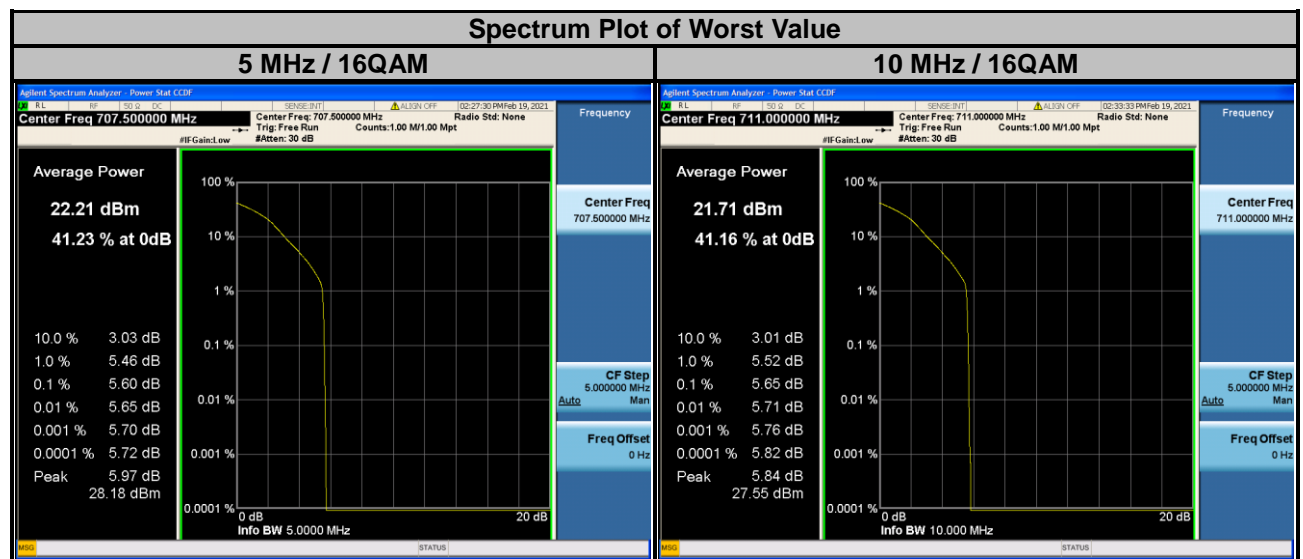 Spectrum Plot of Worst Value
5 MHz / 16QAM
10 MHz / 16QAM
Agilent Spectrum Analyzer - Power Stat CCDF
RL RF 50 Ω DC SENSE:INT ALIGN OFF 02:27:30 PM Feb 19, 2021
Center Freq 707.500000 MHz
Center Freq: 707.500000 MHz Radio Std: None
Trig: Free Run Counts:1.00 M/1.00 Mpt
#IFGain:Low #Atten: 30 dB
Average Power
22.21 dBm
41.23 % at 0dB
10.0 % 3.03 dB
1.0 % 5.46 dB
0.1 % 5.60 dB
0.01 % 5.65 dB
0.001 % 5.70 dB
0.0001 % 5.72 dB
Peak 5.97 dB
28.18 dBm
100 %
10 %
1 %
0.1 %
0.01 %
0.001 %
0.0001 %
0 dB 20 dB
Info BW 5.0000 MHz
Frequency
Center Freq
707.500000 MHz
CF Step
5.000000 MHz
Auto Man
Freq Offset
0 Hz
MSG STATUS
Agilent Spectrum Analyzer - Power Stat CCDF
RL RF 50 Ω DC SENSE:INT ALIGN OFF 02:33:33 PM Feb 19, 2021
Center Freq 711.000000 MHz
Center Freq: 711.000000 MHz Radio Std: None
Trig: Free Run Counts:1.00 M/1.00 Mpt
#IFGain:Low #Atten: 30 dB
Average Power
21.71 dBm
41.16 % at 0dB
10.0 % 3.01 dB
1.0 % 5.52 dB
0.1 % 5.65 dB
0.01 % 5.71 dB
0.001 % 5.76 dB
0.0001 % 5.82 dB
Peak 5.84 dB
27.55 dBm
100 %
10 %
1 %
0.1 %
0.01 %
0.001 %
0.0001 %
0 dB 20 dB
Info BW 10.000 MHz
Frequency
Center Freq
711.000000 MHz
CF Step
5.000000 MHz
Auto Man
Freq Offset
0 Hz
MSG STATUS